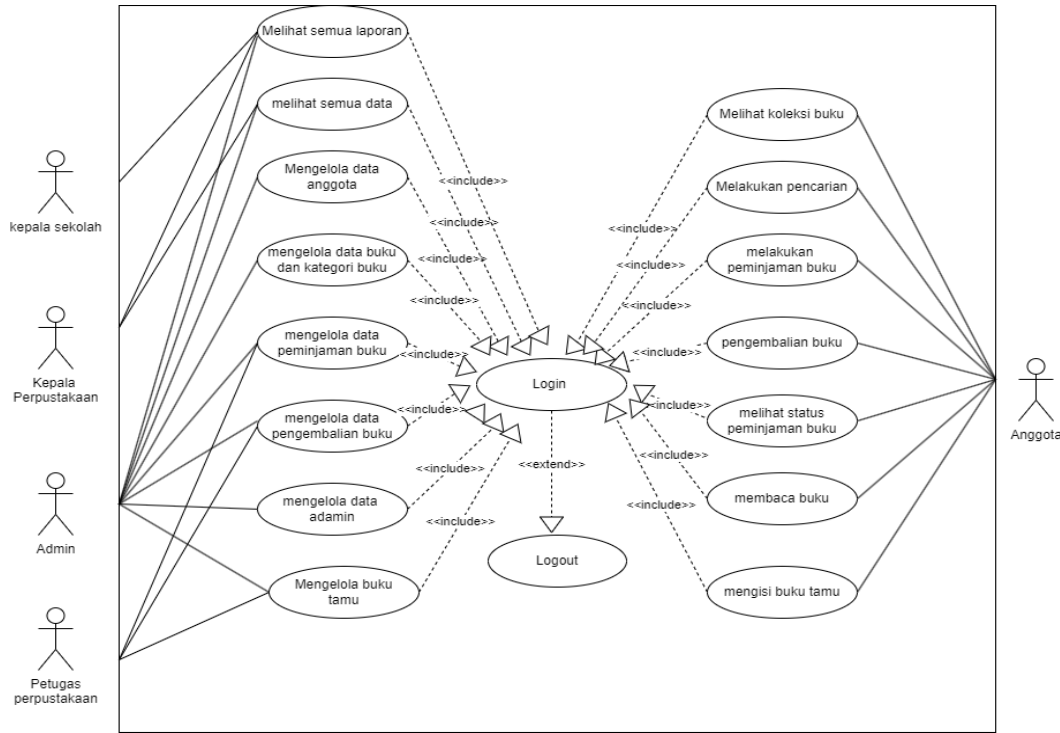 Melihat semua laporan
melihat semua data
Mengelola data
anggota
mengelola data buku
dan kategori buku
mengelola data
peminjaman buku
mengelola data
pengembalian buku
mengelola data
adamin
Mengelola buku
tamu
kepala sekolah
Kepala
Perpustakaan
Admin
Petugas
perpustakaan
<<include>>
<<include>>
<<include>>
<<include>>
<<include>>
<<include>>
<<include>>
<<include>>
Login
<<extend>>
Logout
<<include>>
<<include>>
<<include>>
<<include>>
<<include>>
<<include>>
<<include>>
Melihat koleksi buku
Melakukan pencarian
melakukan
peminjaman buku
pengembalian buku
melihat status
peminjaman buku
membaca buku
mengisi buku tamu
Anggota